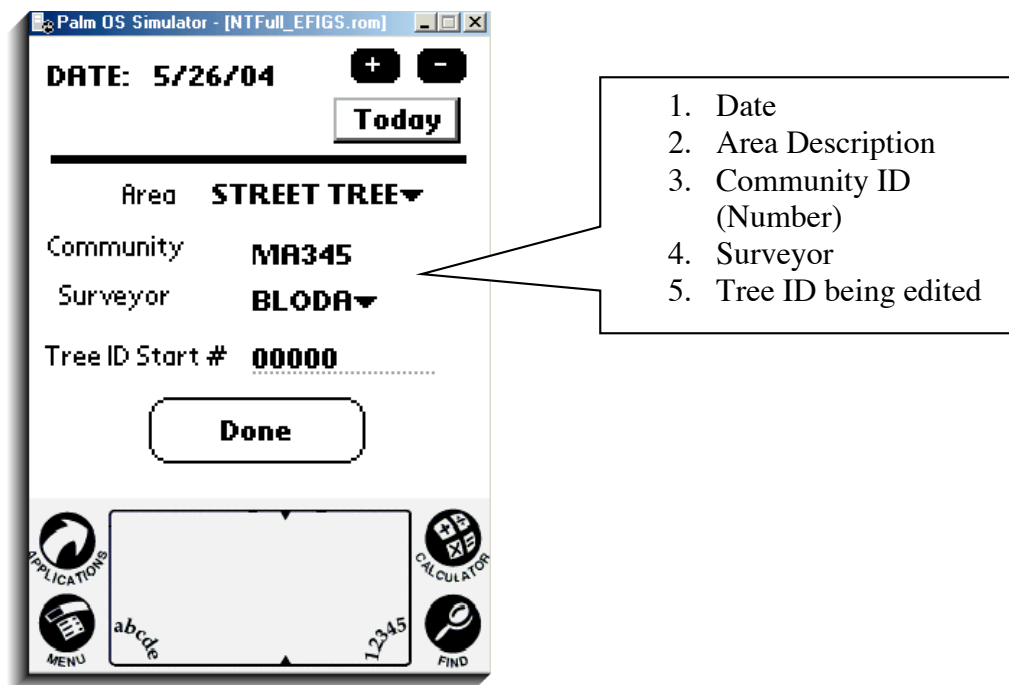 Palm OS Simulator - [NTFull_EFIGS.rom]
DATE: 5/26/04 + -
Today
Area STREET TREE
Community MA345
Surveyor BLODA
Tree ID Start # 00000
Done
APPLICATIONS
CALCULATOR
MENU
abcde
12345
FIND
1. Date
2. Area Description
3. Community ID
(Number)
4. Surveyor
5. Tree ID being edited